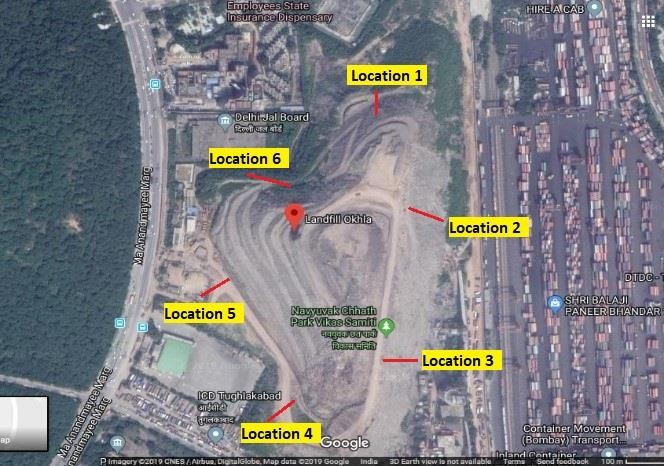 Employees State
Insurance Dispensary
HIRE A CAB
Location 1
Delhi Jal Board
दिल्ली जल बोर्ड
Location 6
Landfill Okhla
Location 2
Ma Anandmayee Marg
Location 5
Navyuvak Chhath
Park Vikas Samiti
नवयुवक छठ पार्क
विकास समिति
DTDC - T
SHRI BALAJI
PANEER BHANDAR
Location 3
ICD Tughlakabad
आईसीडी
तुगलकाबाद
Location 4
Ma Anandmayee Marg
Anandmayee Marg
ap
Google
Container Movement
(Bombay) Transport...
Inland Container
Imagery ©2019 CNES / Airbus, DigitalGlobe, Map data ©2019 Google India 3D Earth view is not available Terms Send feedback 100 m